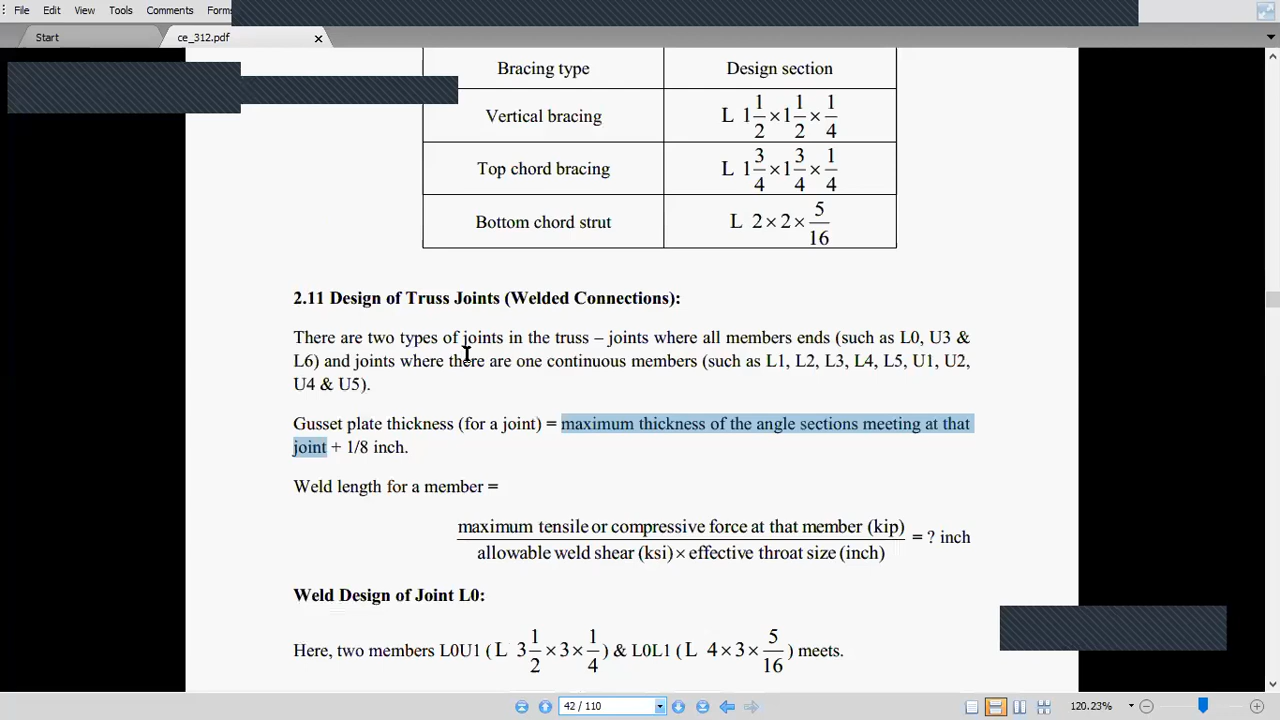 File Edit View Tools Comments Forms
Start ce_312.pdf
Bracing type Design section
Vertical bracing L 1 1/2 × 1 1/2 × 1/4
Top chord bracing L 1 3/4 × 1 3/4 × 1/4
Bottom chord strut L 2 × 2 × 5/16
2.11 Design of Truss Joints (Welded Connections):
There are two types of joints in the truss – joints where all members ends (such as L0, U3 &
L6) and joints where there are one continuous members (such as L1, L2, L3, L4, L5, U1, U2,
U4 & U5).
Gusset plate thickness (for a joint) = maximum thickness of the angle sections meeting at that
joint + 1/8 inch.
Weld length for a member =
maximum tensile or compressive force at that member (kip)
allowable weld shear (ksi) × effective throat size (inch)
= ? inch
Weld Design of Joint L0:
Here, two members L0U1 ( L 3 1/2 × 3 × 1/4 ) & L0L1 ( L 4 × 3 × 5/16 ) meets.
42 / 110 120.23%